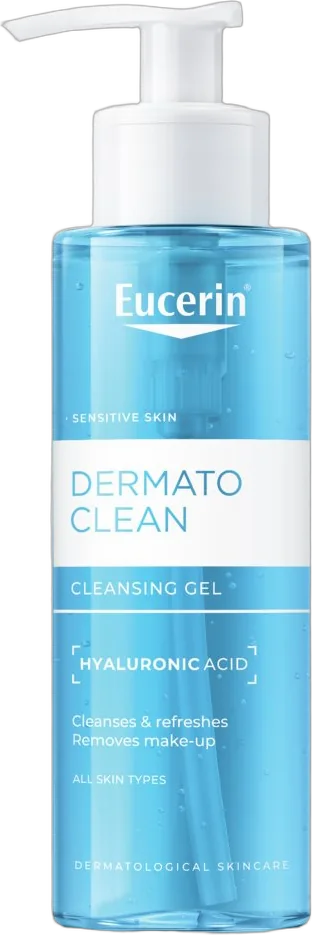 Eucerin®
SENSITIVE SKIN
DERMATO
CLEAN
CLEANSING GEL
HYALURONIC ACID
Cleanses & refreshes
Removes make-up
ALL SKIN TYPES
DERMATOLOGICAL SKINCARE